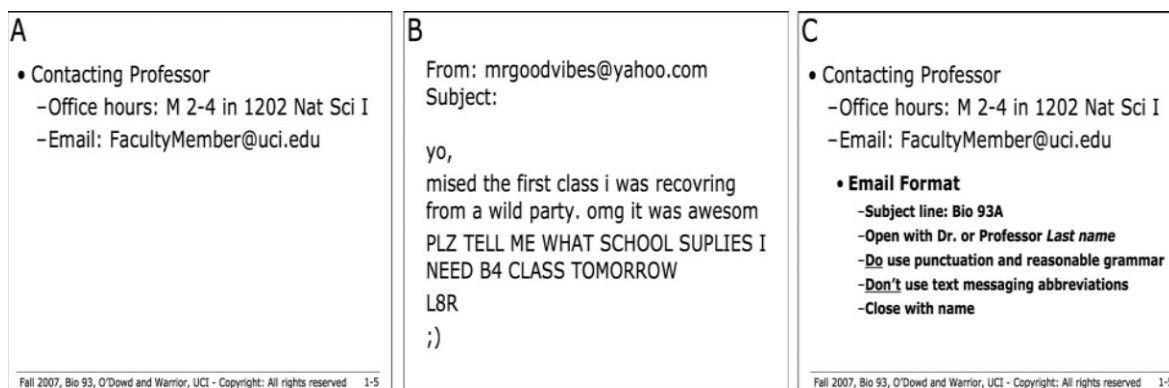 A
• Contacting Professor
–Office hours: M 2-4 in 1202 Nat Sci I
–Email: FacultyMember@uci.edu
Fall 2007, Bio 93, O'Dowd and Warrior, UCI - Copyright: All rights reserved 1-5
B
From: mrgoodvibes@yahoo.com
Subject:
yo,
mised the first class i was recovring
from a wild party. omg it was awesom
PLZ TELL ME WHAT SCHOOL SUPLIES I
NEED B4 CLASS TOMORROW
L8R
;)
C
• Contacting Professor
–Office hours: M 2-4 in 1202 Nat Sci I
–Email: FacultyMember@uci.edu
• Email Format
–Subject line: Bio 93A
–Open with Dr. or Professor Last name
–Do use punctuation and reasonable grammar
–Don't use text messaging abbreviations
–Close with name
Fall 2007, Bio 93, O'Dowd and Warrior, UCI - Copyright: All rights reserved